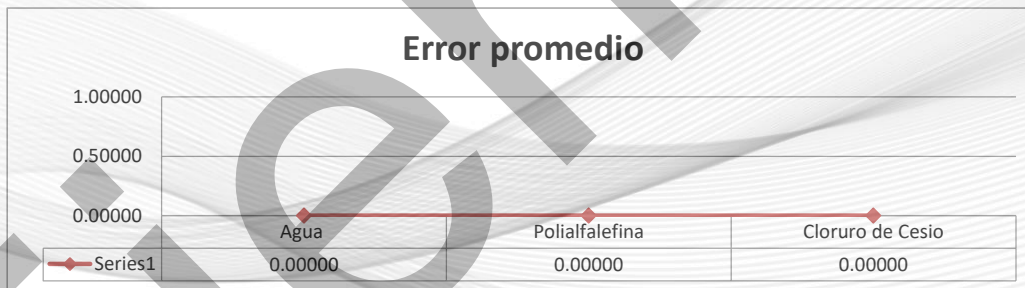 Error promedio
1.00000
0.50000
0.00000
Agua Polialfalefina Cloruro de Cesio
Series1 0.00000 0.00000 0.00000